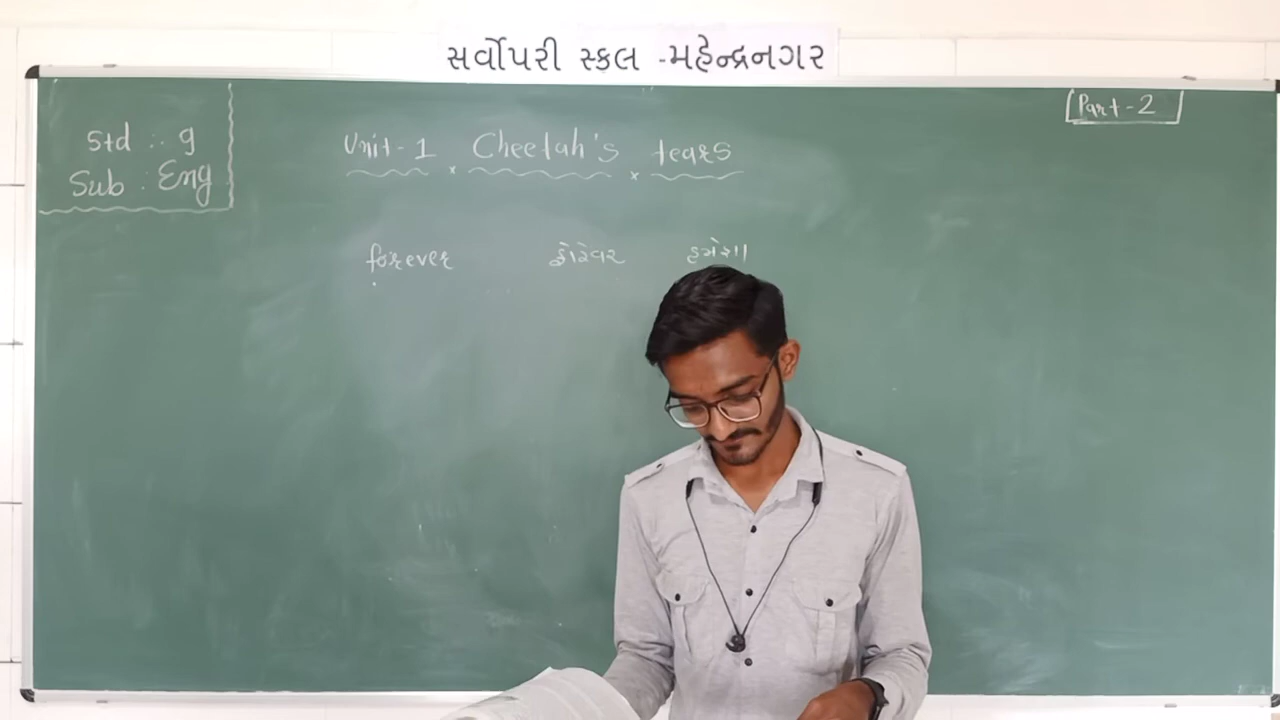 સર્વોપરી સ્કૂલ -મહેન્દ્રનગર
Part-2
Std : 9
Sub : Eng
Unit-1 Cheetah's tears
forever ફોરેવર હમેશા